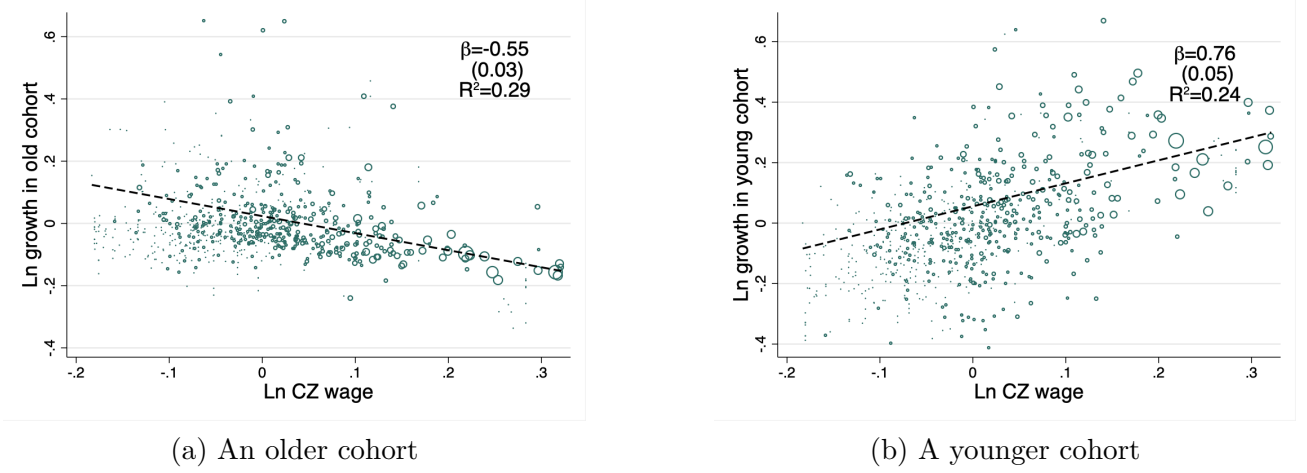 Ln growth in old cohort
.6
.4
.2
0
-.2
-.4
β=-0.55
(0.03)
R²=0.29
-.2 -.1 0 .1 .2 .3
Ln CZ wage
(a) An older cohort
Ln growth in young cohort
.6
.4
.2
0
-.2
-.4
β=0.76
(0.05)
R²=0.24
-.2 -.1 0 .1 .2 .3
Ln CZ wage
(b) A younger cohort